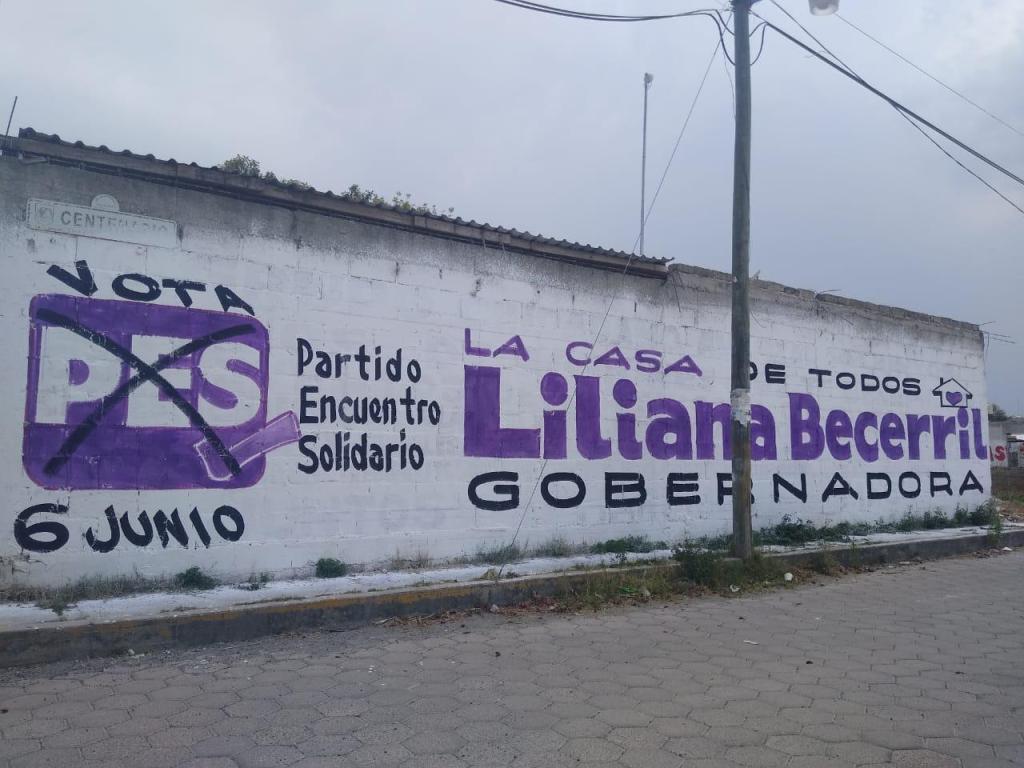 CENTENARIO
VOTA
PES
6 JUNIO
Partido
Encuentro
Solidario
LA CASA DE TODOS
Liliana Becerril
GOBERNADORA